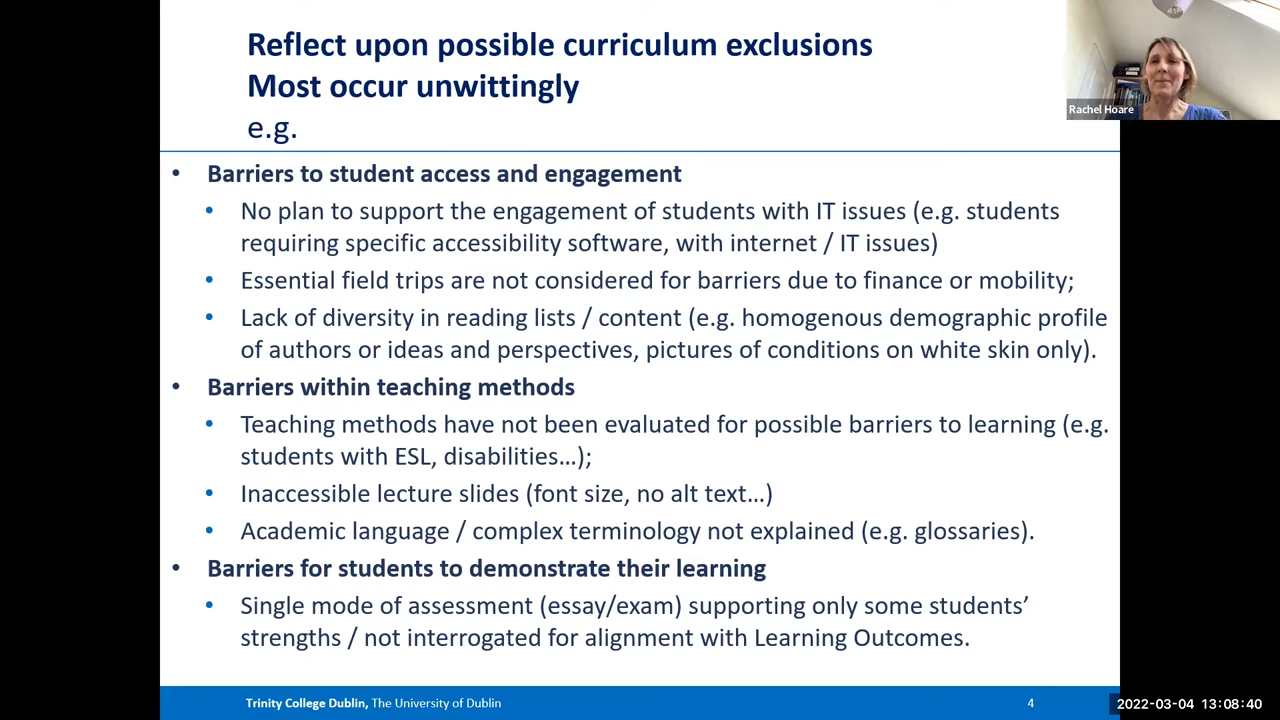 Reflect upon possible curriculum exclusions
Most occur unwittingly
e.g.
Rachel Hoare
• Barriers to student access and engagement
• No plan to support the engagement of students with IT issues (e.g. students
requiring specific accessibility software, with internet / IT issues)
• Essential field trips are not considered for barriers due to finance or mobility;
• Lack of diversity in reading lists / content (e.g. homogenous demographic profile
of authors or ideas and perspectives, pictures of conditions on white skin only).
• Barriers within teaching methods
• Teaching methods have not been evaluated for possible barriers to learning (e.g.
students with ESL, disabilities...);
• Inaccessible lecture slides (font size, no alt text...)
• Academic language / complex terminology not explained (e.g. glossaries).
• Barriers for students to demonstrate their learning
• Single mode of assessment (essay/exam) supporting only some students’
strengths / not interrogated for alignment with Learning Outcomes.
Trinity College Dublin, The University of Dublin
4
2022-03-04 13:08:40